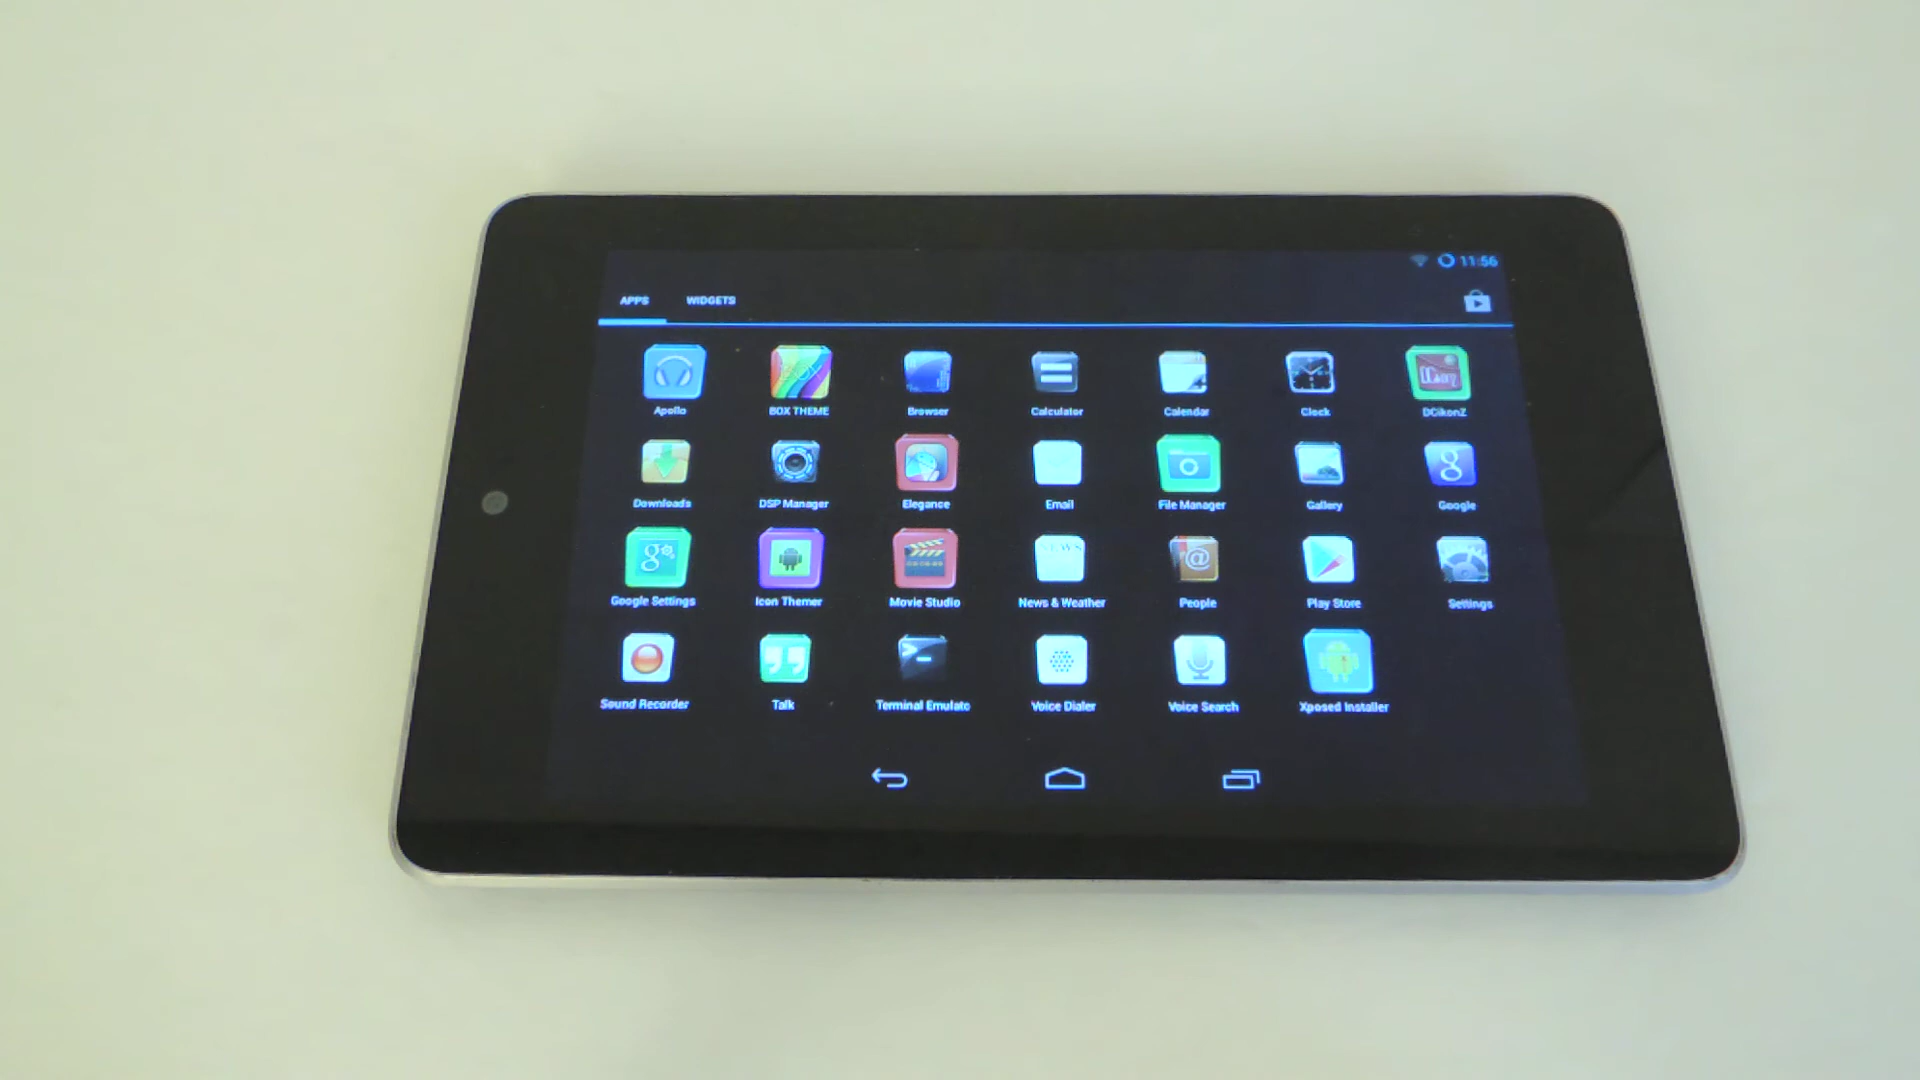 11:56
APPS WIDGETS
Apollo BOX THEME Browser Calculator Calendar Clock DCikonZ
Downloads DSP Manager Elegance Email File Manager Gallery Google
Google Settings Icon Themer Movie Studio News & Weather People Play Store Settings
Sound Recorder Talk Terminal Emulato Voice Dialer Voice Search Xposed Installer